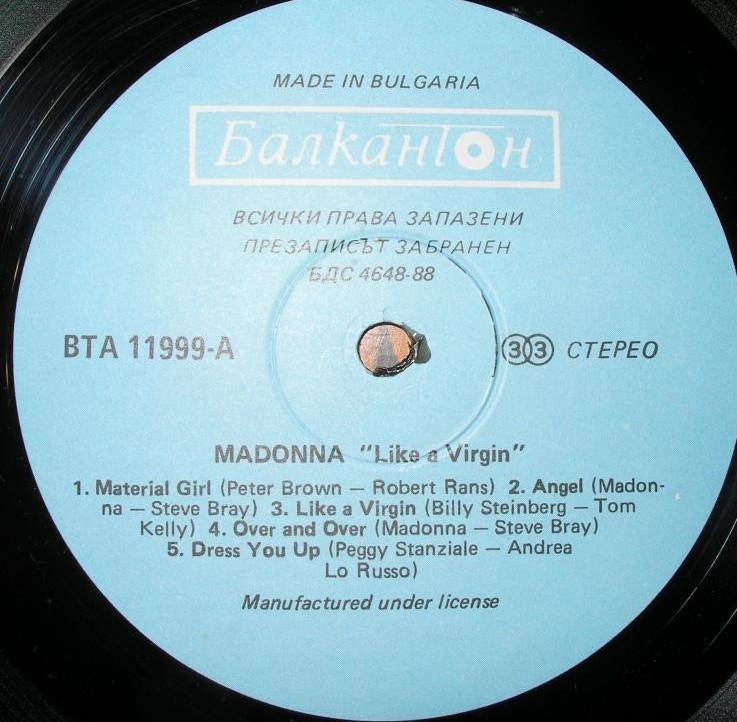 MADE IN BULGARIA
Балкантон
ВСИЧКИ ПРАВА ЗАПАЗЕНИ
ПРЕЗАПИСЪТ ЗАБРАНЕН
БДС 4648-88
ВТА 11999-А
33 СТЕРЕО
MADONNA "Like a Virgin"
1. Material Girl (Peter Brown — Robert Rans) 2. Angel (Madon-
na — Steve Bray) 3. Like a Virgin (Billy Steinberg — Tom
Kelly) 4. Over and Over (Madonna — Steve Bray)
5. Dress You Up (Peggy Stanziale — Andrea
Lo Russo)
Manufactured under license